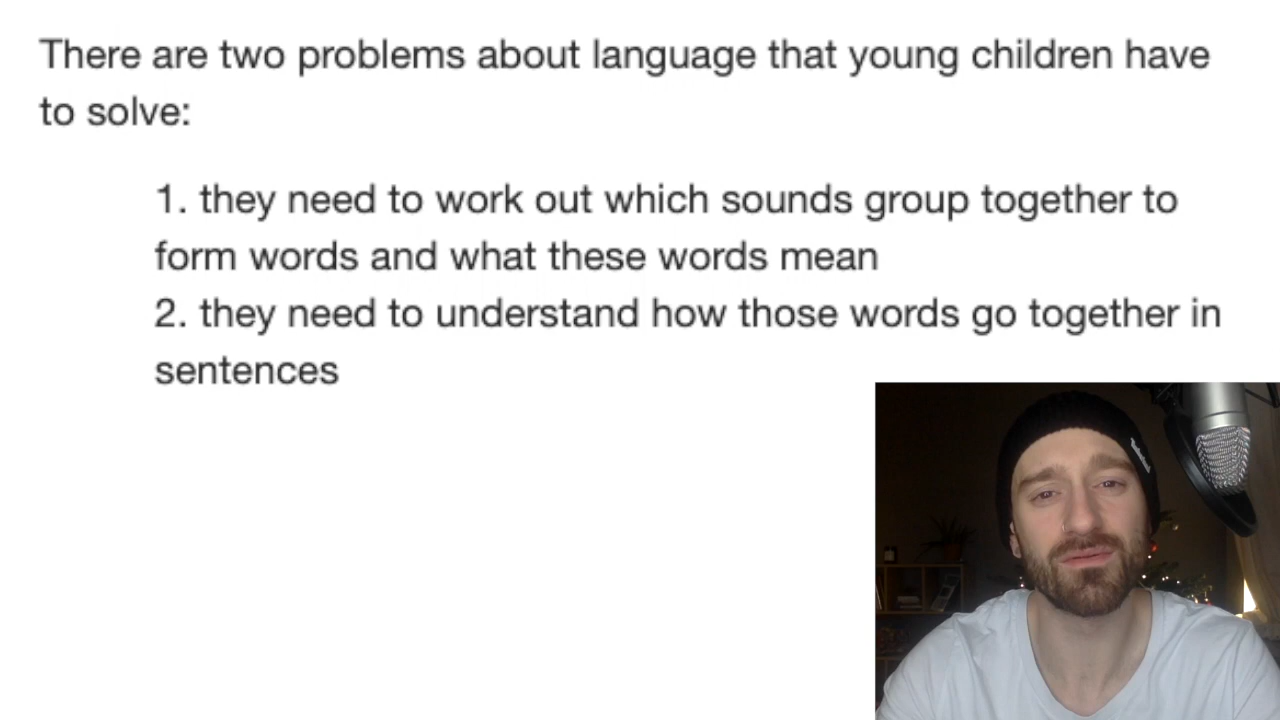 There are two problems about language that young children have
to solve:
1. they need to work out which sounds group together to
form words and what these words mean
2. they need to understand how those words go together in
sentences